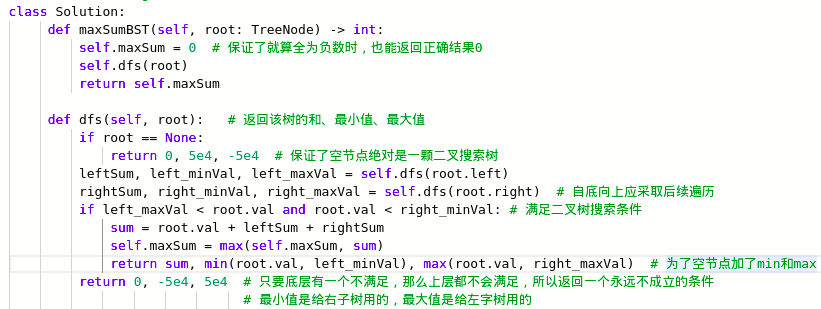 class Solution:
    def maxSumBST(self, root: TreeNode) -> int:
        self.maxSum = 0  # 保证了就算全为负数时，也能返回正确结果0
        self.dfs(root)
        return self.maxSum
    def dfs(self, root):   # 返回该树的和、最小值、最大值
        if root == None:
            return 0, 5e4, -5e4  # 保证了空节点绝对是一颗二叉搜索树
        leftSum, left_minVal, left_maxVal = self.dfs(root.left)
        rightSum, right_minVal, right_maxVal = self.dfs(root.right)  # 自底向上应采取后续遍历
        if left_maxVal < root.val and root.val < right_minVal: # 满足二叉树搜索条件
            sum = root.val + leftSum + rightSum
            self.maxSum = max(self.maxSum, sum)
            return sum, min(root.val, left_minVal), max(root.val, right_maxVal)  # 为了空节点加了min和max
        return 0, -5e4, 5e4  # 只要底层有一个不满足，那么上层都不会满足，所以返回一个永远不成立的条件
                             # 最小值是给右子树用的，最大值是给左字树用的